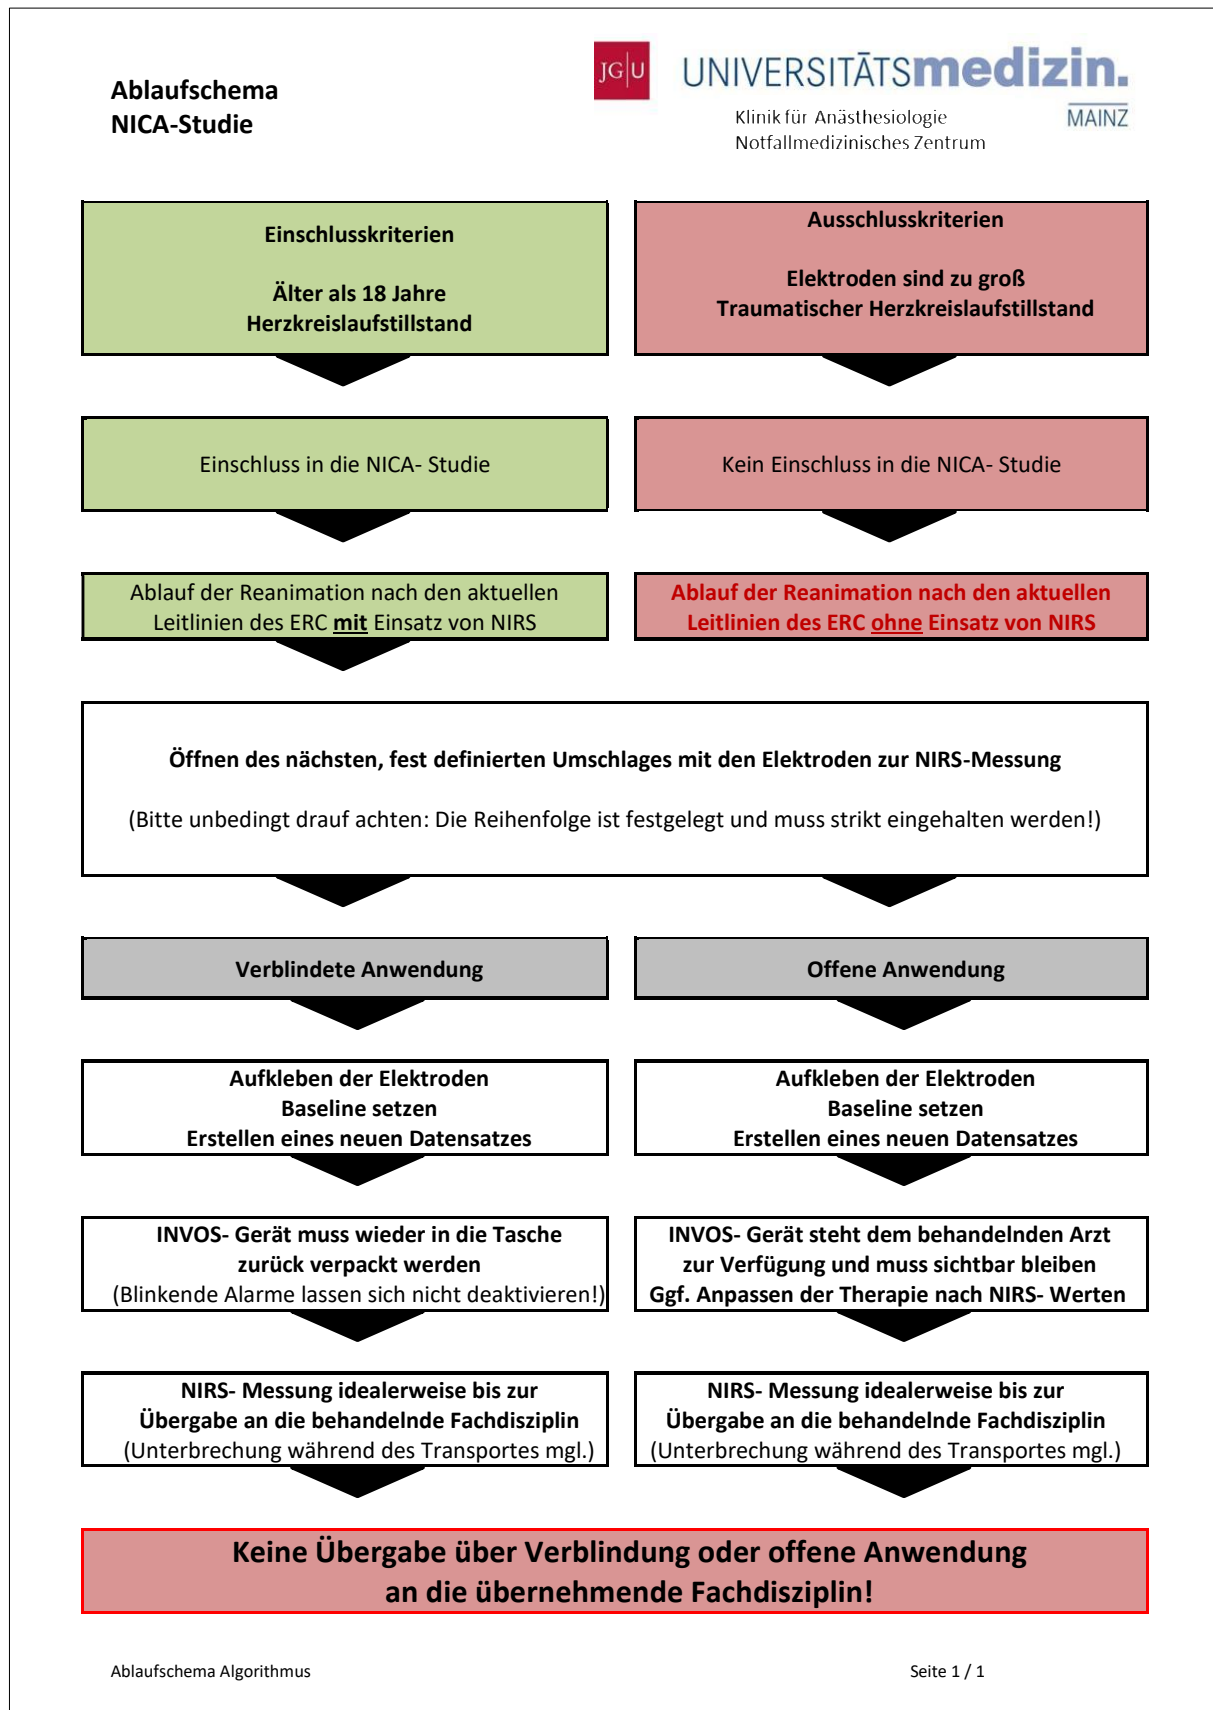 Ablaufschema
NICA-Studie
JG|U
UNIVERSITĀTSmedizin.
MAINZ
Klinik für Anästhesiologie
Notfallmedizinisches Zentrum
Einschlusskriterien
Älter als 18 Jahre
Herzkreislaufstillstand
Ausschlusskriterien
Elektroden sind zu groß
Traumatischer Herzkreislaufstillstand
Einschluss in die NICA- Studie
Kein Einschluss in die NICA- Studie
Ablauf der Reanimation nach den aktuellen
Leitlinien des ERC mit Einsatz von NIRS
Ablauf der Reanimation nach den aktuellen
Leitlinien des ERC ohne Einsatz von NIRS
Öffnen des nächsten, fest definierten Umschlages mit den Elektroden zur NIRS-Messung
(Bitte unbedingt drauf achten: Die Reihenfolge ist festgelegt und muss strikt eingehalten werden!)
Verblindete Anwendung
Offene Anwendung
Aufkleben der Elektroden
Baseline setzen
Erstellen eines neuen Datensatzes
Aufkleben der Elektroden
Baseline setzen
Erstellen eines neuen Datensatzes
INVOS- Gerät muss wieder in die Tasche
zurück verpackt werden
(Blinkende Alarme lassen sich nicht deaktivieren!)
INVOS- Gerät steht dem behandelnden Arzt
zur Verfügung und muss sichtbar bleiben
Ggf. Anpassen der Therapie nach NIRS- Werten
NIRS- Messung idealerweise bis zur
Übergabe an die behandelnde Fachdisziplin
(Unterbrechung während des Transportes mgl.)
NIRS- Messung idealerweise bis zur
Übergabe an die behandelnde Fachdisziplin
(Unterbrechung während des Transportes mgl.)
Keine Übergabe über Verblindung oder offene Anwendung
an die übernehmende Fachdisziplin!
Ablaufschema Algorithmus
Seite 1 / 1